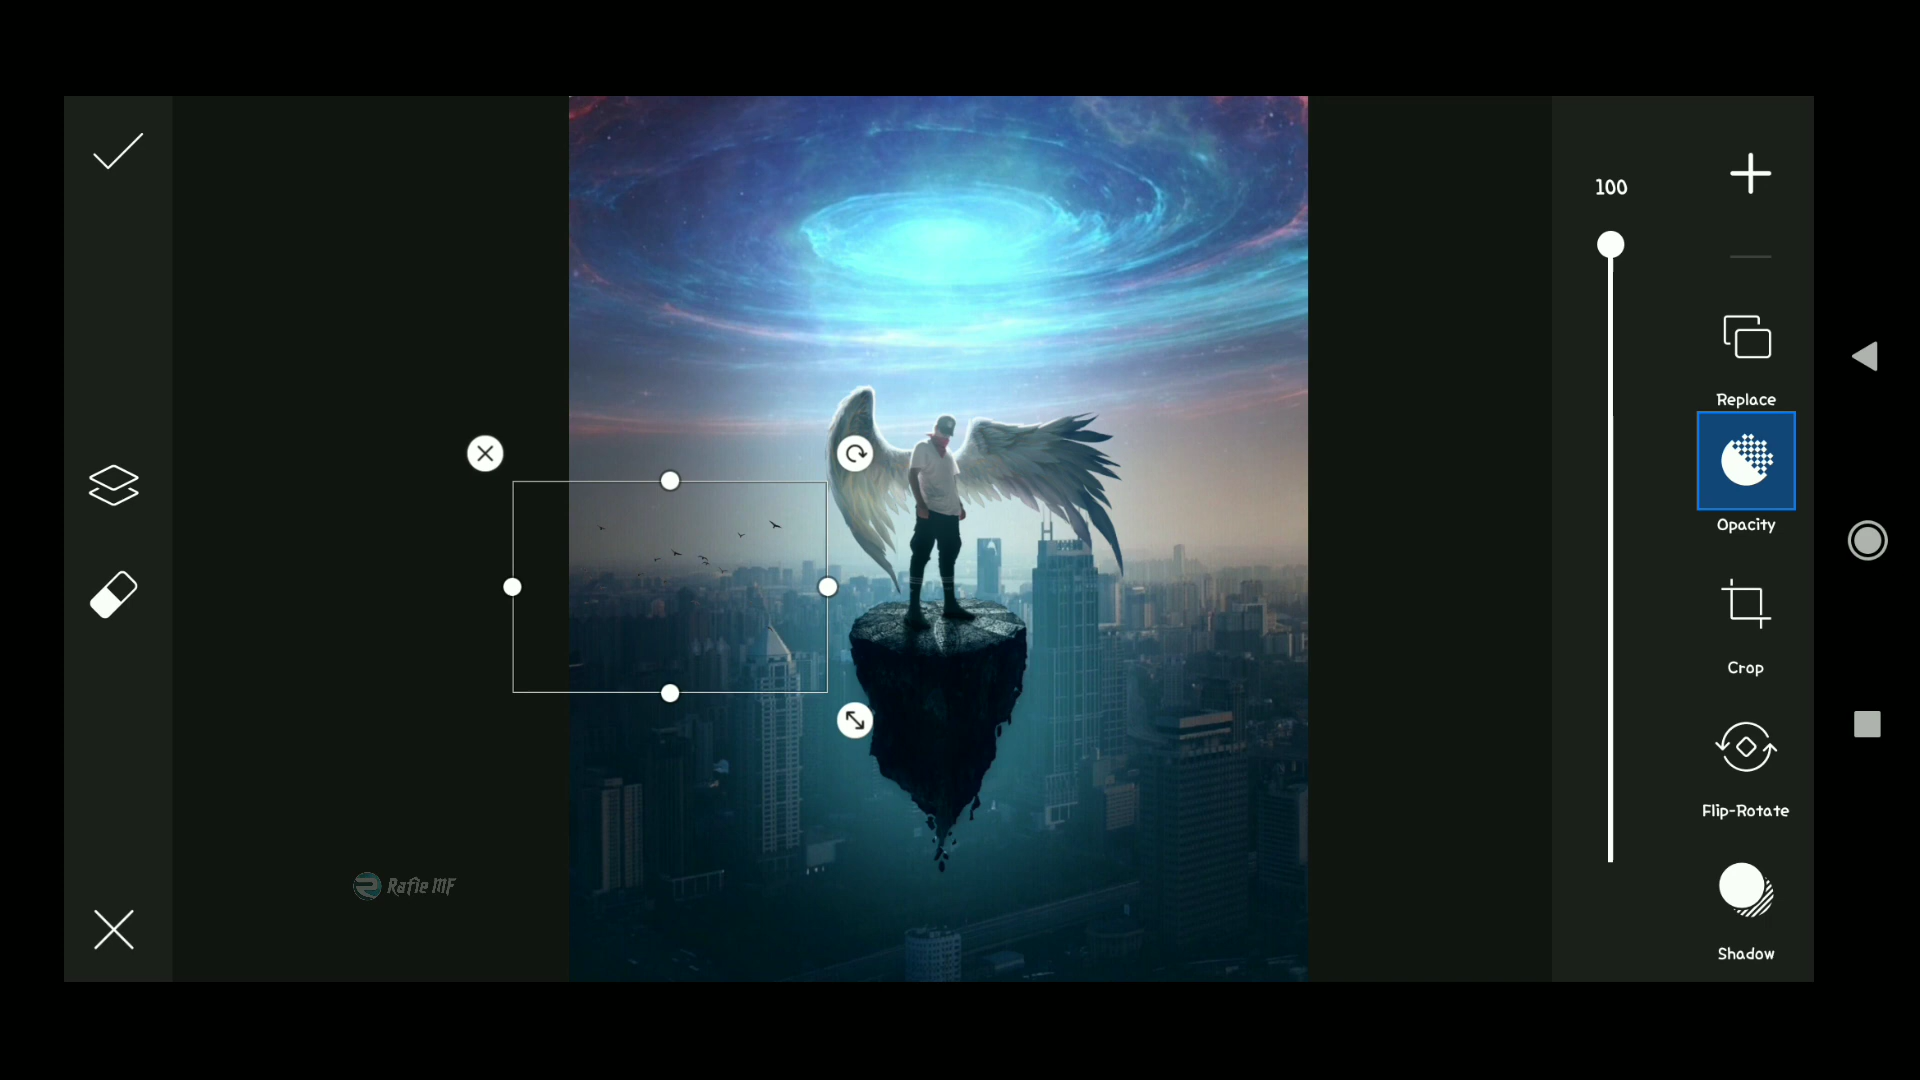 100
Replace
Opacity
Crop
Flip-Rotate
Rafie MF
Shadow